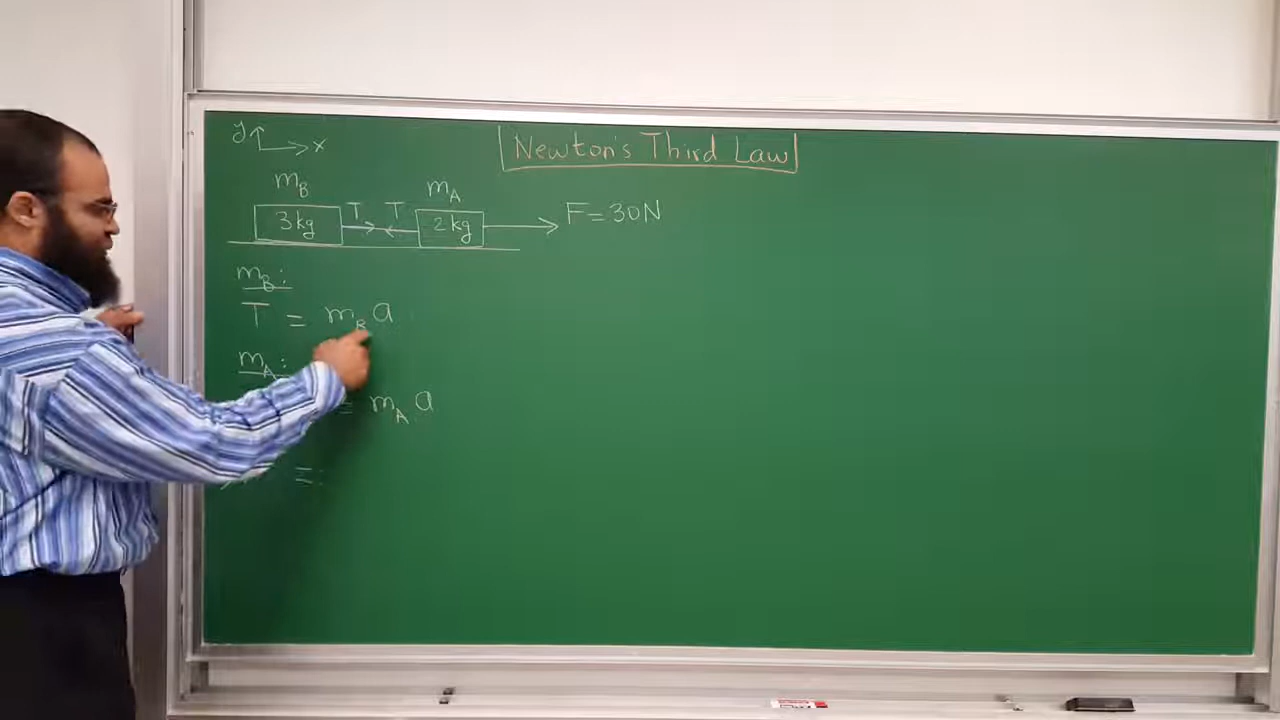 Newton's Third Law
y x
m_B m_A
3kg T T 2kg F=30N
m_B:
T = m_B a
m_A:
= m_A a
=